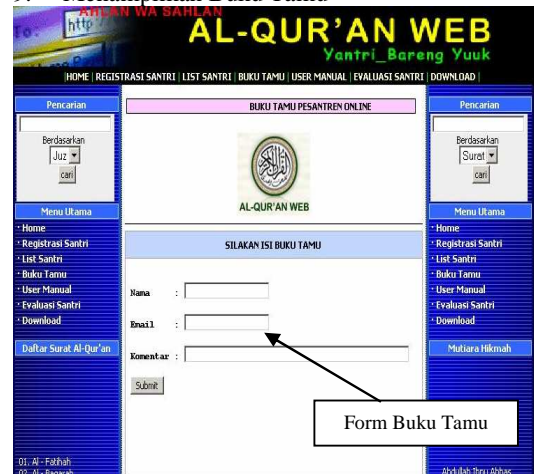 AHLAN WA SAHLAN
To:
http
AL-QUR'AN WEB
Yantri_Bareng Yuuk
|HOME | REGISTRASI SANTRI | LIST SANTRI | BUKU TAMU | USER MANUAL | EVALUASI SANTRI | DOWNLOAD |
Pencarian
Berdasarkan
Juz
cari
Menu Utama
· Home
· Registrasi Santri
· List Santri
· Buku Tamu
· User Manual
· Evaluasi Santri
· Download
Daftar Surat Al-Qur'an
01. Al - Fatihah
BUKU TAMU PESANTREN ONLINE
AL-QUR'AN WEB
SILAKAN ISI BUKU TAMU
Nama :
Email :
Komentar :
Submit
Form Buku Tamu
Pencarian
Berdasarkan
Surat
cari
Menu Utama
· Home
· Registrasi Santri
· List Santri
· Buku Tamu
· User Manual
· Evaluasi Santri
· Download
Mutiara Hikmah
Abdullah Ibnu Abbas